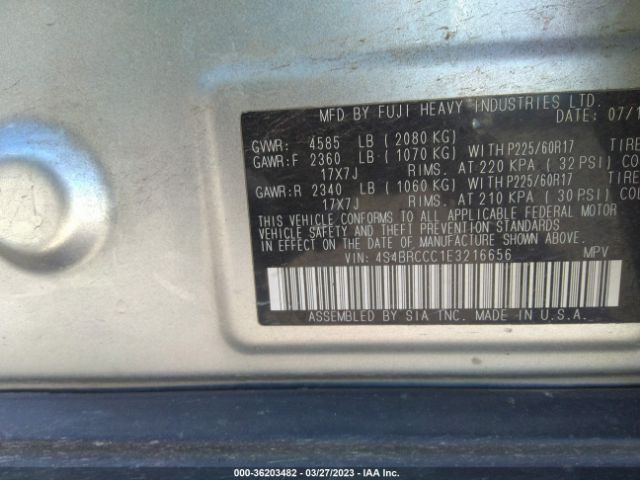 MFD BY FUJI HEAVY INDUSTRIES LTD.
DATE: 07/1
GVWR: 4585 LB ( 2080 KG)
GAWR:F 2360 LB ( 1070 KG) WITH P225/60R17 TIRE
17X7J RIMS. AT 220 KPA ( 32 PSI) COL
GAWR:R 2340 LB ( 1060 KG) WITH P225/60R17 TIRE
17X7J RIMS. AT 210 KPA ( 30 PSI) COL
THIS VEHICLE CONFORMS TO ALL APPLICABLE FEDERAL MOTOR
VEHICLE SAFETY AND THEFT PREVENTION STANDARDS
IN EFFECT ON THE DATE OF MANUFACTURE SHOWN ABOVE.
VIN: 4S4BRCCC1E3216656 MPV
ASSEMBLED BY SIA INC. MADE IN U.S.A.
000-36203482 - 03/27/2023 - IAA Inc.